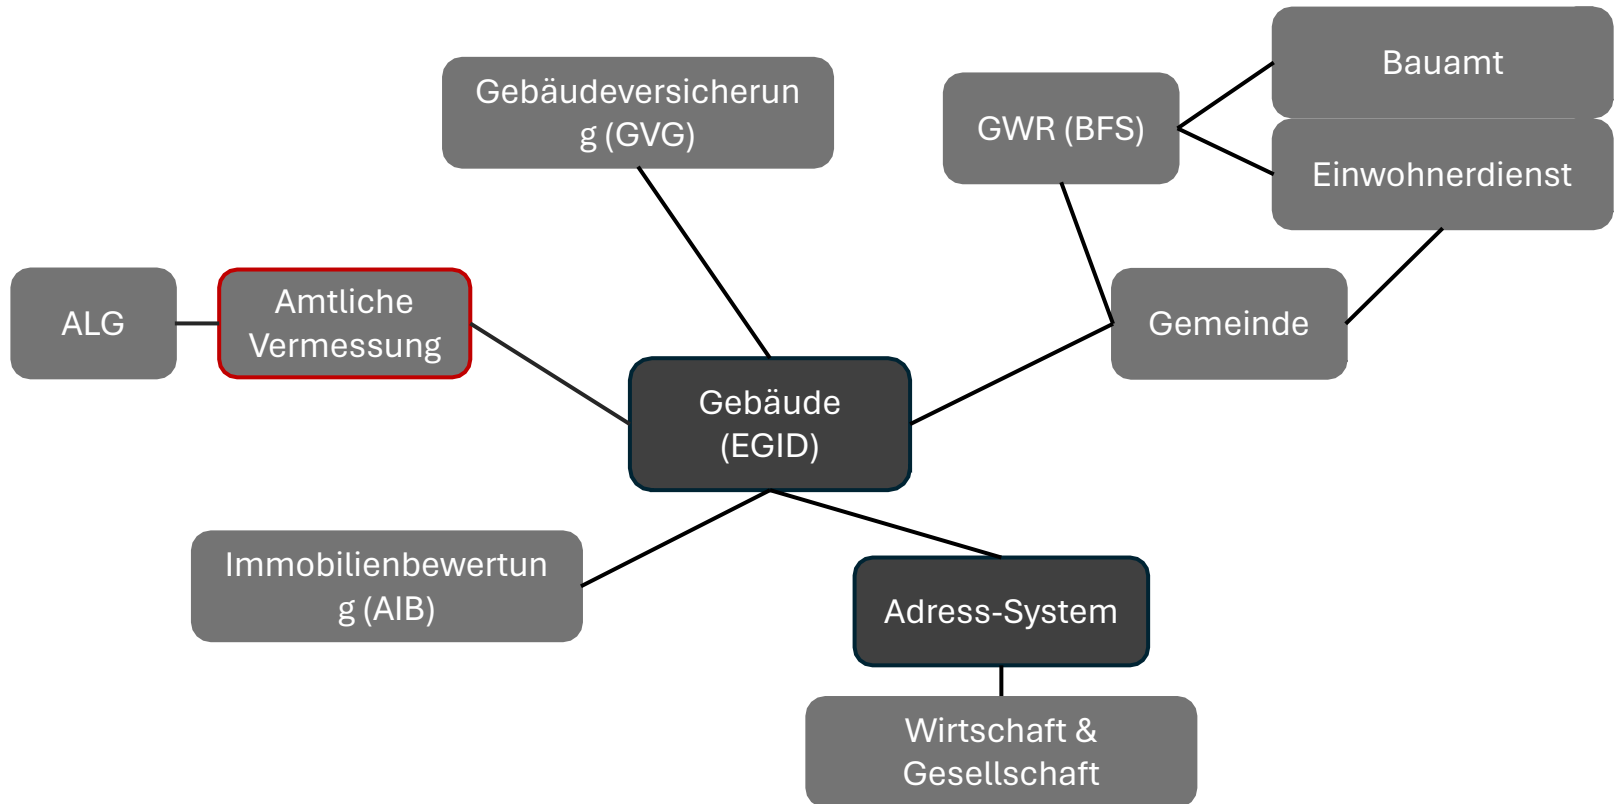 Bauamt
Gebäudeversicherun
g (GVG)
GWR (BFS)
Einwohnerdienst
ALG
Amtliche
Vermessung
Gemeinde
Gebäude
(EGID)
Immobilienbewertun
g (AIB)
Adress-System
Wirtschaft &
Gesellschaft